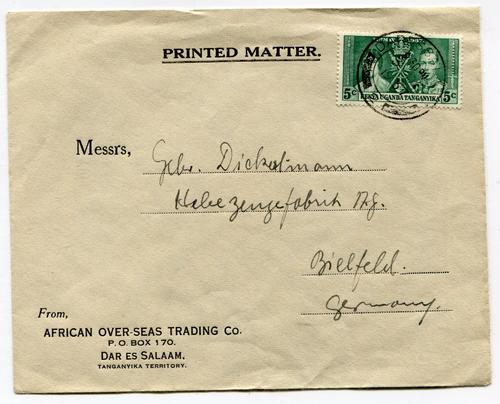 PRINTED MATTER.
5c KENYA UGANDA TANGANYIKA 5c
Messrs,
Gebr. Dickertmann
Hebezeugefabrik A.g.
Bielfeld.
Germany.
From,
AFRICAN OVER-SEAS TRADING Co.
P.O. BOX 170.
DAR ES SALAAM,
TANGANYIKA TERRITORY.